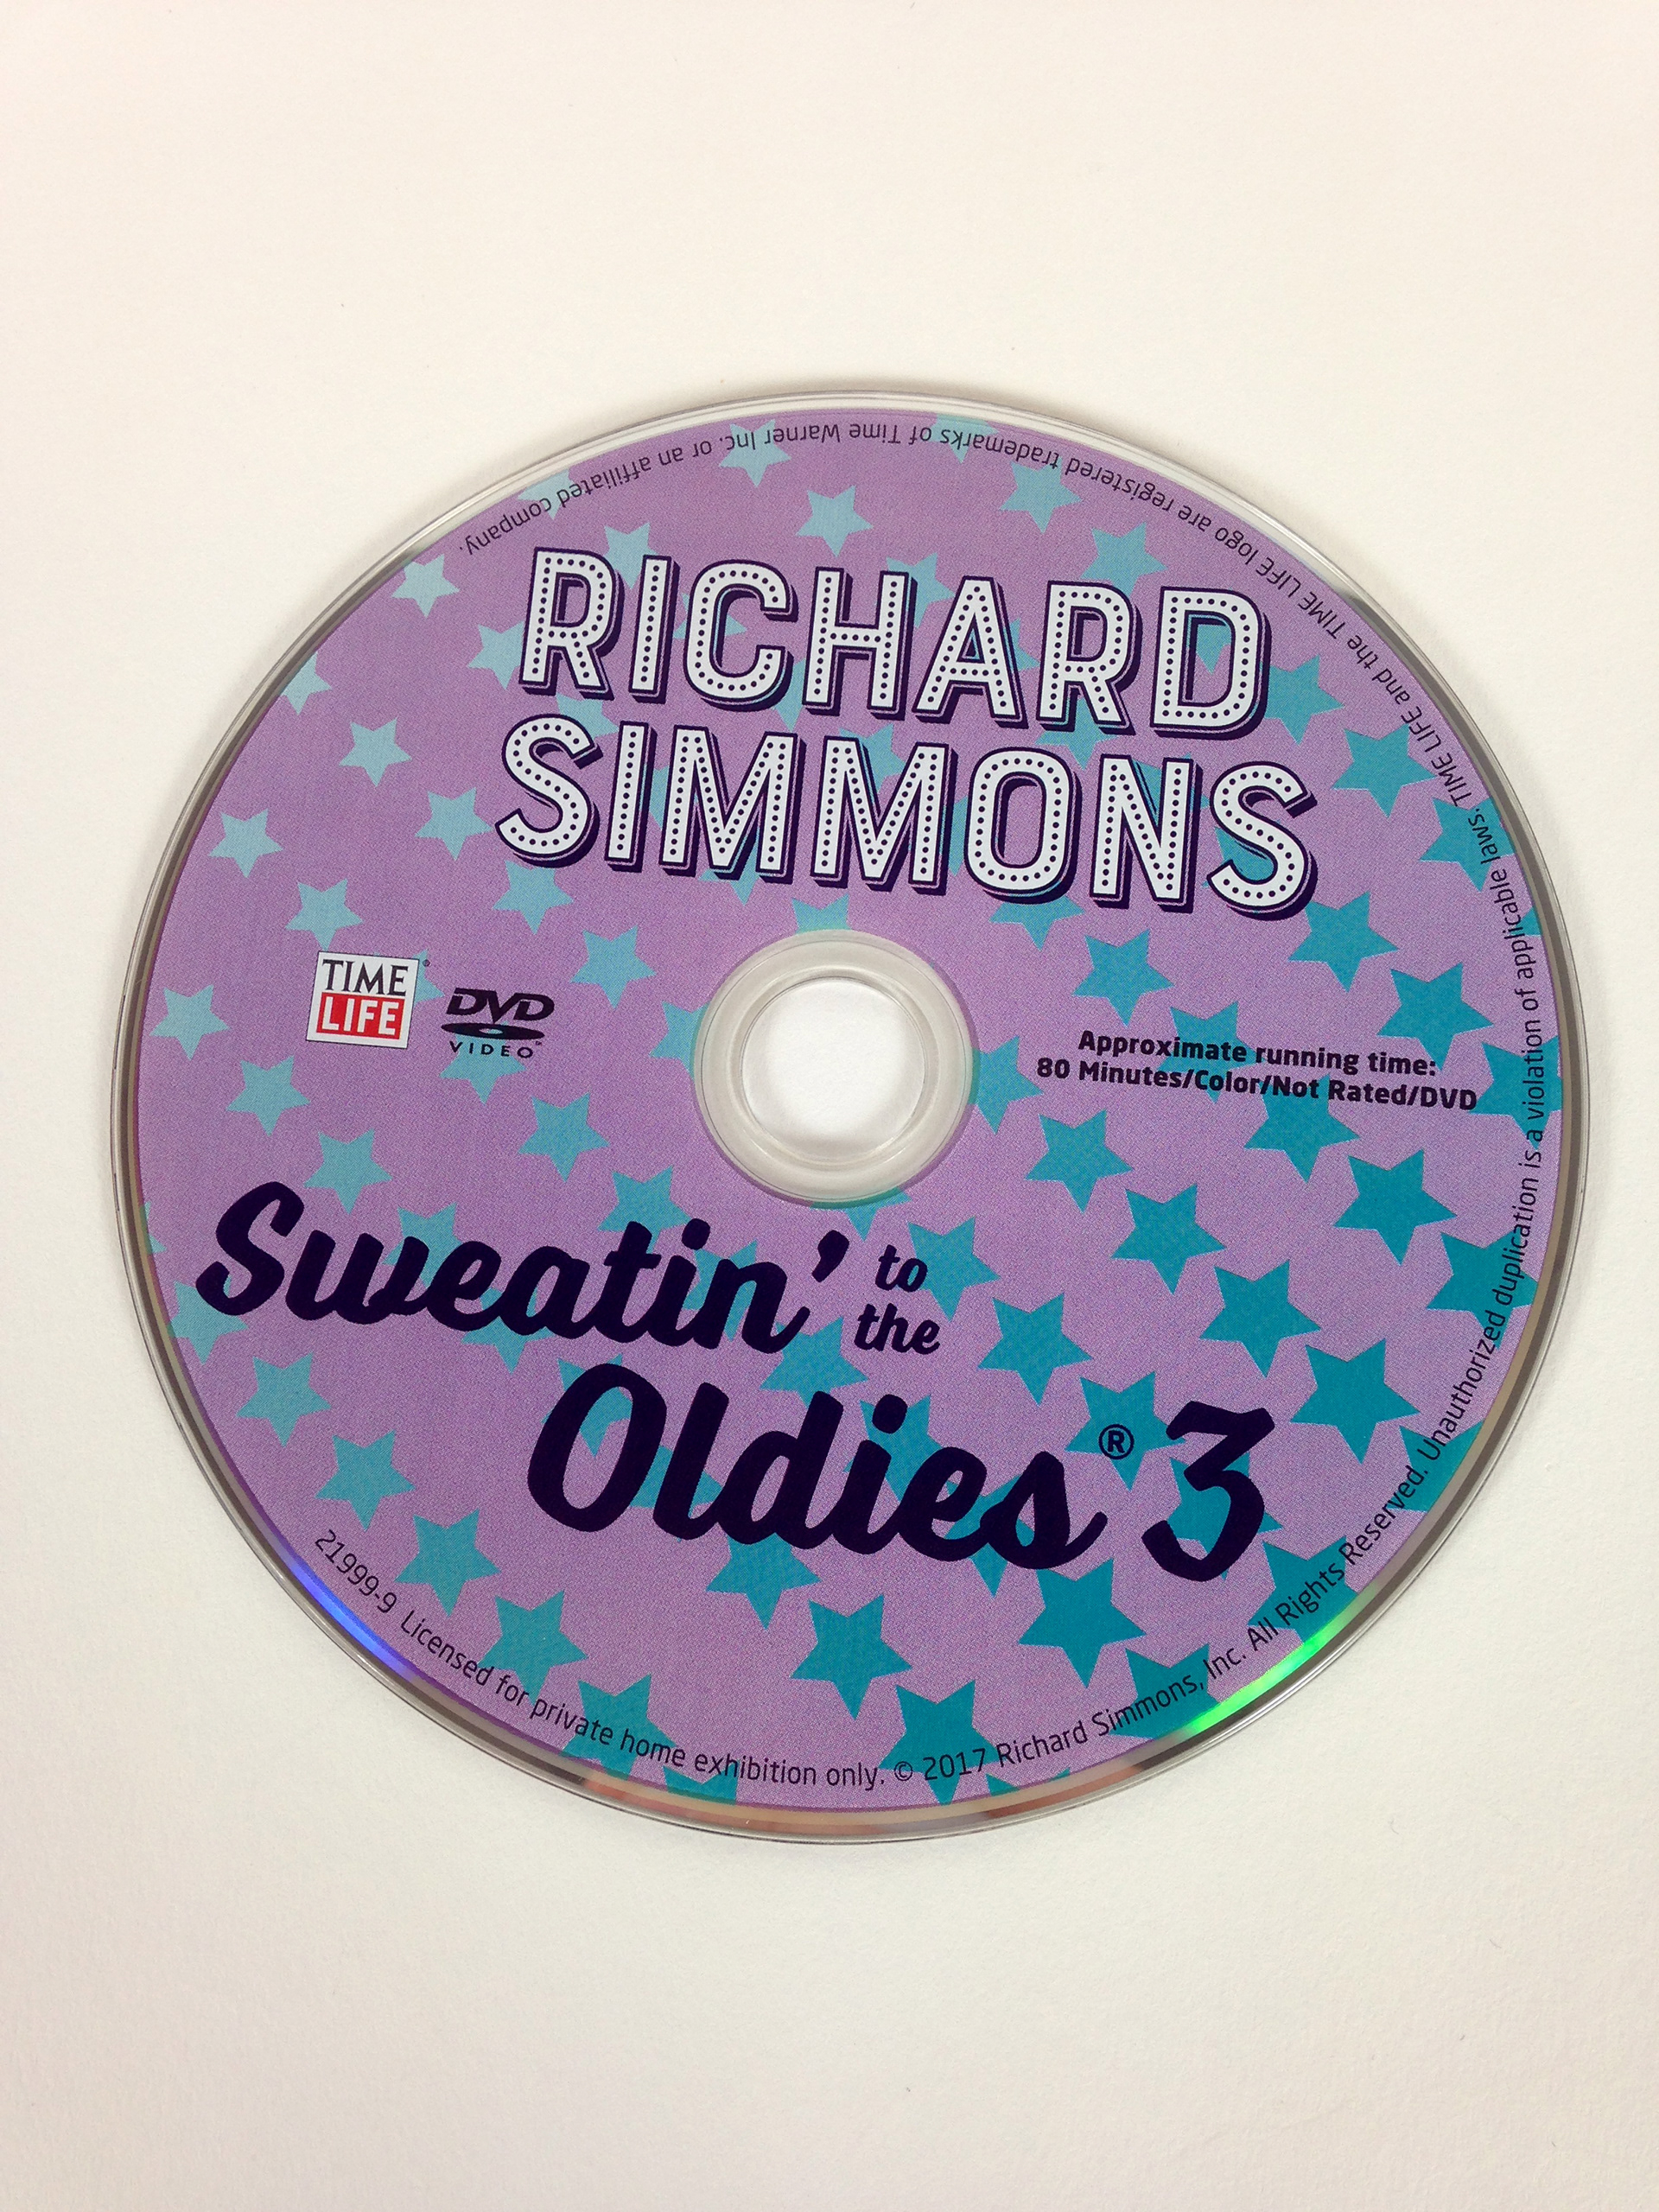 RICHARD
SIMMONS
TIME
LIFE®
DVD
VIDEO℠
Approximate running time:
80 Minutes/Color/Not Rated/DVD
Sweatin' to
the
Oldies® 3
21999-9 Licensed for private home exhibition only. © 2017 Richard Simmons, Inc. All Rights Reserved. Unauthorized duplication is a violation of applicable laws. TIME LIFE and the TIME LIFE logo are registered trademarks of Time Warner Inc. or an affiliated company.